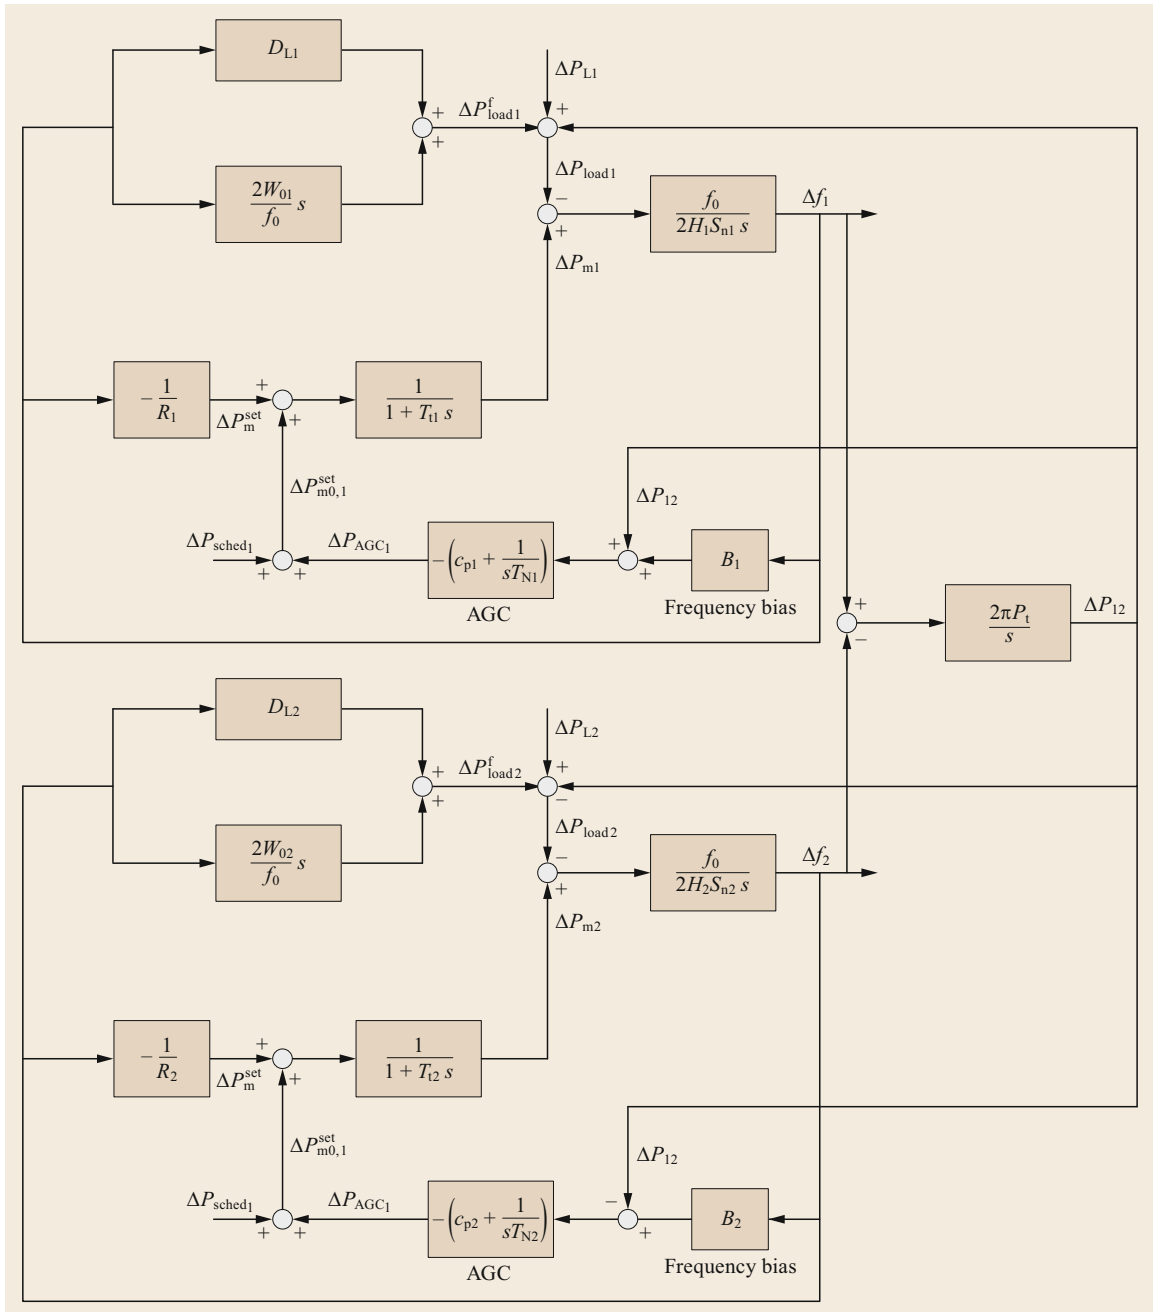 D_L1
ΔP_L1
+
ΔP^f_load1
+
+
+
2W_01/f_0 s
ΔP_load1
−
f_0/2H_1S_n1 s
Δf_1
+
ΔP_m1
−1/R_1
+
ΔP^set_m
+
1/1 + T_t1 s
ΔP^set_m0,1
ΔP_12
ΔP_sched1
+
+
ΔP_AGC1
−(c_p1 + 1/sT_N1)
AGC
+
+
B_1
Frequency bias
+
−
2πP_t/s
ΔP_12
D_L2
ΔP_L2
+
ΔP^f_load2
+
+
−
2W_02/f_0 s
ΔP_load2
−
f_0/2H_2S_n2 s
Δf_2
+
ΔP_m2
−1/R_2
+
ΔP^set_m
+
1/1 + T_t2 s
ΔP^set_m0,1
ΔP_12
ΔP_sched1
+
+
ΔP_AGC1
−(c_p2 + 1/sT_N2)
AGC
−
+
B_2
Frequency bias